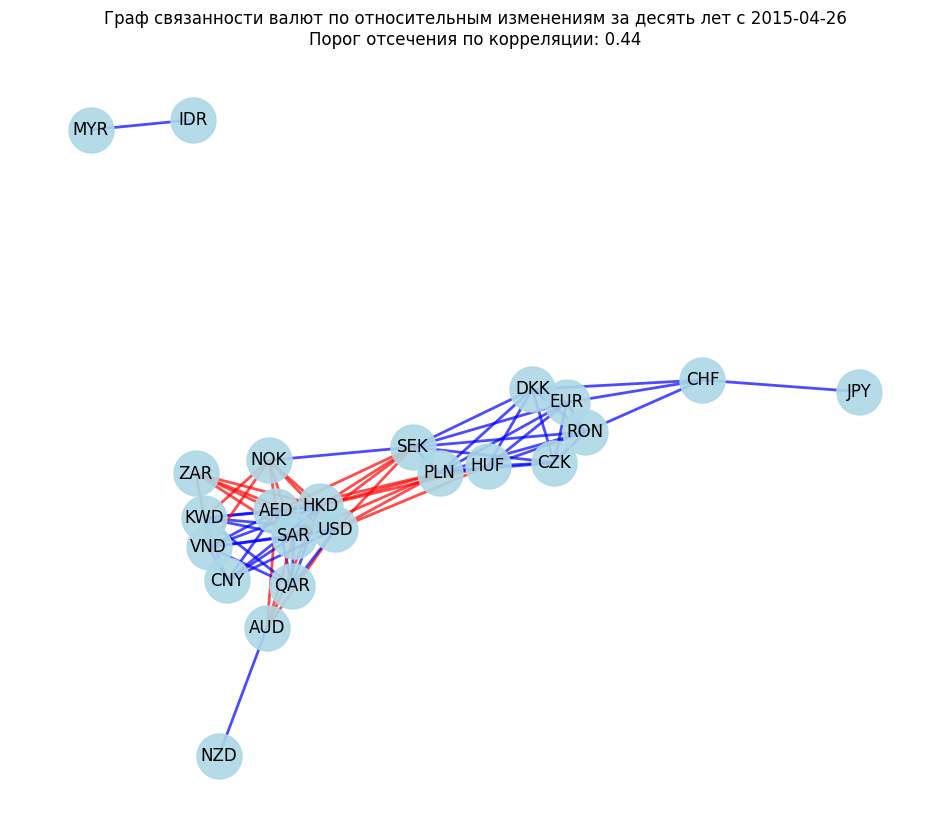 Граф связанности валют по относительным изменениям за десять лет с 2015-04-26
Порог отсечения по корреляции: 0.44
IDR
MYR
CHF
DKK
JPY
EUR
RON
SEK
NOK
CZK
HUF
PLN
ZAR
HKD
AED
KWD
USD
SAR
VND
CNY
QAR
AUD
NZD